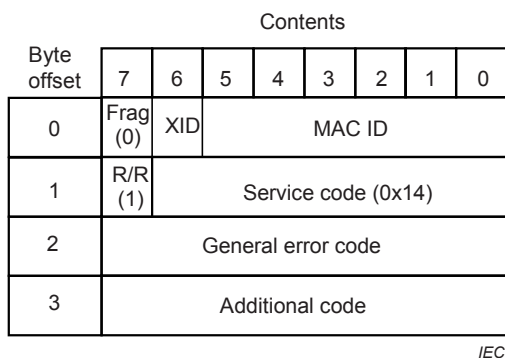 Contents
Byte
offset 7 6 5 4 3 2 1 0
0 Frag (0) XID MAC ID
1 R/R (1) Service code (0x14)
2 General error code
3 Additional code
IEC